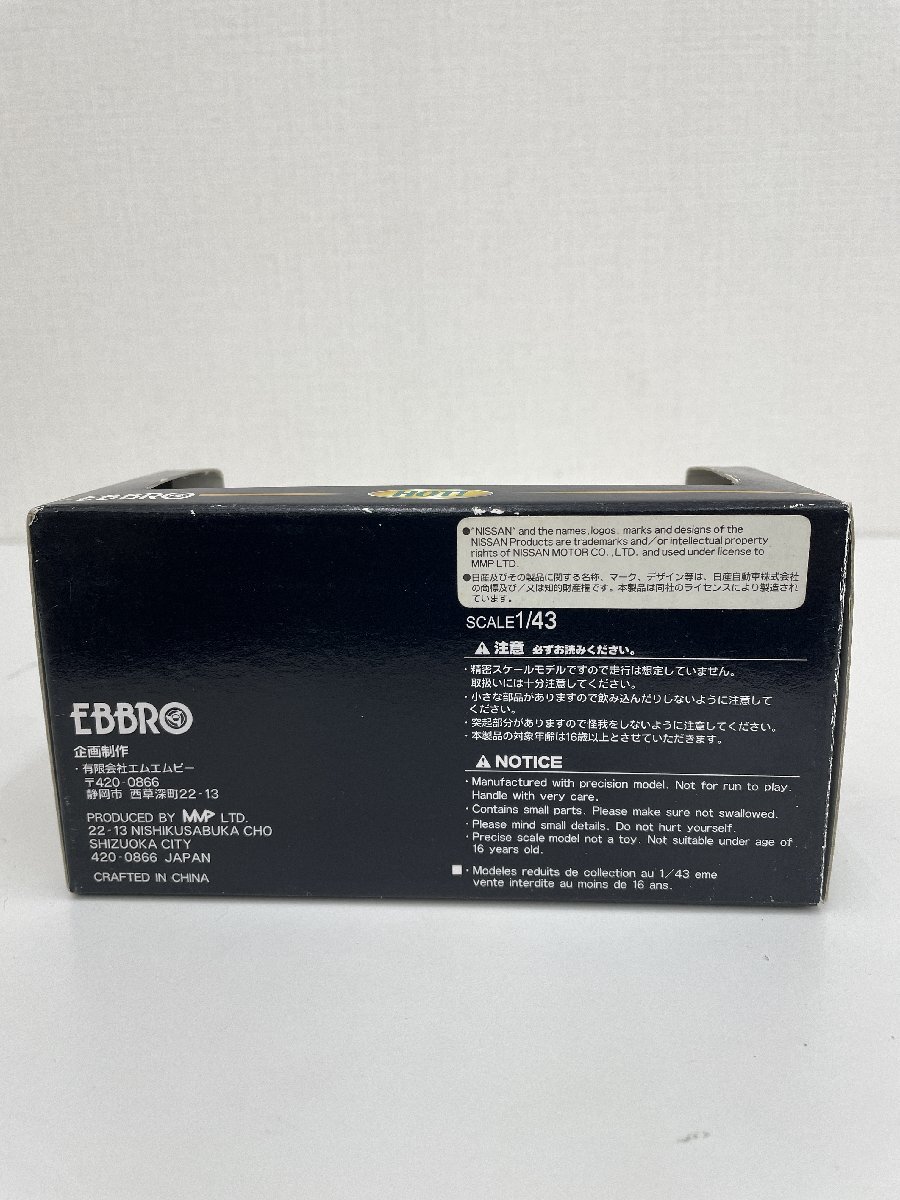 EBBRO
●"NISSAN" and the names, logos, marks and designs of the
NISSAN Products are trademarks and/or intellectual property
rights of NISSAN MOTOR CO.,LTD. and used under license to
MMP LTD.
●日産及びその製品に関する名称、マーク、デザイン等は、日産自動車株式会社
の商標及び/又は知的財産権です。本製品は同社のライセンスにより製造され
ています。
SCALE1/43
⚠注意 必ずお読みください。
・精密スケールモデルですので走行は想定していません。
取扱いには十分注意してください。
・小さな部品がありますので飲み込んだりしないように注意して
ください。
・突起部分がありますので怪我をしないように注意してください。
・本製品の対象年齢は16歳以上とさせていただきます。
⚠NOTICE
・Manufactured with precision model. Not for run to play.
Handle with very care.
・Contains small parts. Please make sure not swallowed.
・Please mind small details. Do not hurt yourself.
・Precise scale model not a toy. Not suitable under age of
16 years old.
・Modeles reduits de collection au 1/43 eme
vente interdite au moins de 16 ans.
EBBRO
企画制作
・有限会社エムエムピー
〒420-0866
静岡市 西草深町22-13
PRODUCED BY MMP LTD.
22-13 NISHIKUSABUKA CHO
SHIZUOKA CITY
420-0866 JAPAN
CRAFTED IN CHINA